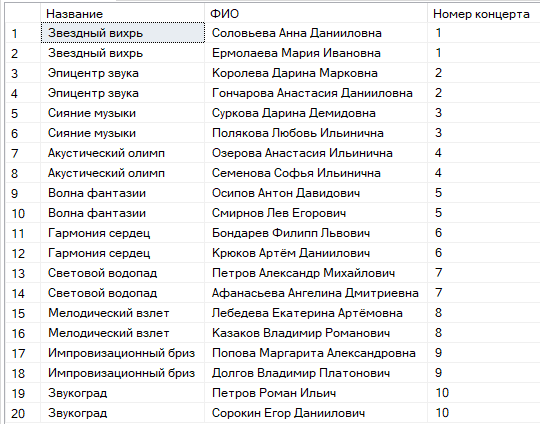 Название ФИО Номер концерта
1 Звездный вихрь Соловьева Анна Данииловна 1
2 Звездный вихрь Ермолаева Мария Ивановна 1
3 Эпицентр звука Королева Дарина Марковна 2
4 Эпицентр звука Гончарова Анастасия Данииловна 2
5 Сияние музыки Суркова Дарина Демидовна 3
6 Сияние музыки Полякова Любовь Ильинична 3
7 Акустический олимп Озерова Анастасия Ильинична 4
8 Акустический олимп Семенова Софья Ильинична 4
9 Волна фантазии Осипов Антон Давидович 5
10 Волна фантазии Смирнов Лев Егорович 5
11 Гармония сердец Бондарев Филипп Львович 6
12 Гармония сердец Крюков Артём Даниилович 6
13 Световой водопад Петров Александр Михайлович 7
14 Световой водопад Афанасьева Ангелина Дмитриевна 7
15 Мелодический взлет Лебедева Екатерина Артёмовна 8
16 Мелодический взлет Казаков Владимир Романович 8
17 Импровизационный бриз Попова Маргарита Александровна 9
18 Импровизационный бриз Долгов Владимир Платонович 9
19 Звукоград Петров Роман Ильич 10
20 Звукоград Сорокин Егор Даниилович 10